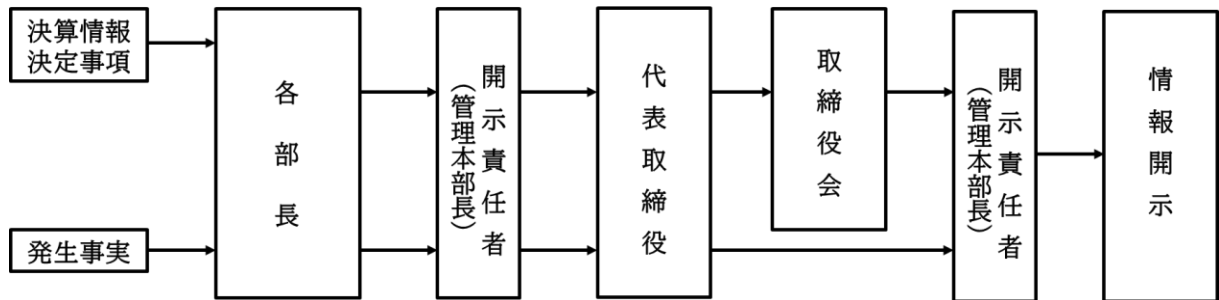 決算情報
決定事項
発生事実
各部長
開示責任者
（管理本部長）
代表取締役
取締役会
開示責任者
（管理本部長）
情報開示